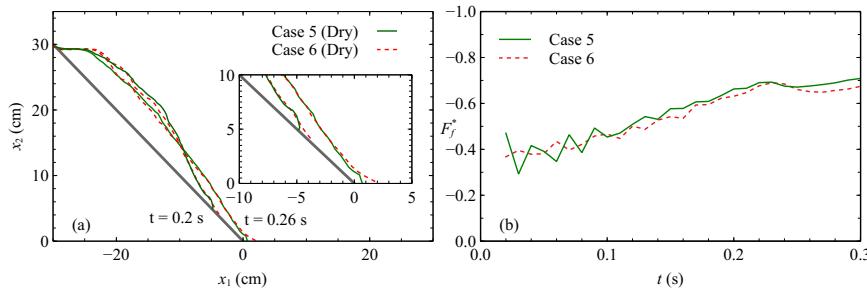 30
20
10
0
x₂ (cm)
−20
0
20
x₁ (cm)
Case 5 (Dry)
Case 6 (Dry)
10
5
0
−10
−5
0
5
(a)
t = 0.2 s
t = 0.26 s
−1.0
−0.8
−0.6
−0.4
−0.2
0.0
F*f
0.0
0.1
0.2
0.3
t (s)
Case 5
Case 6
(b)